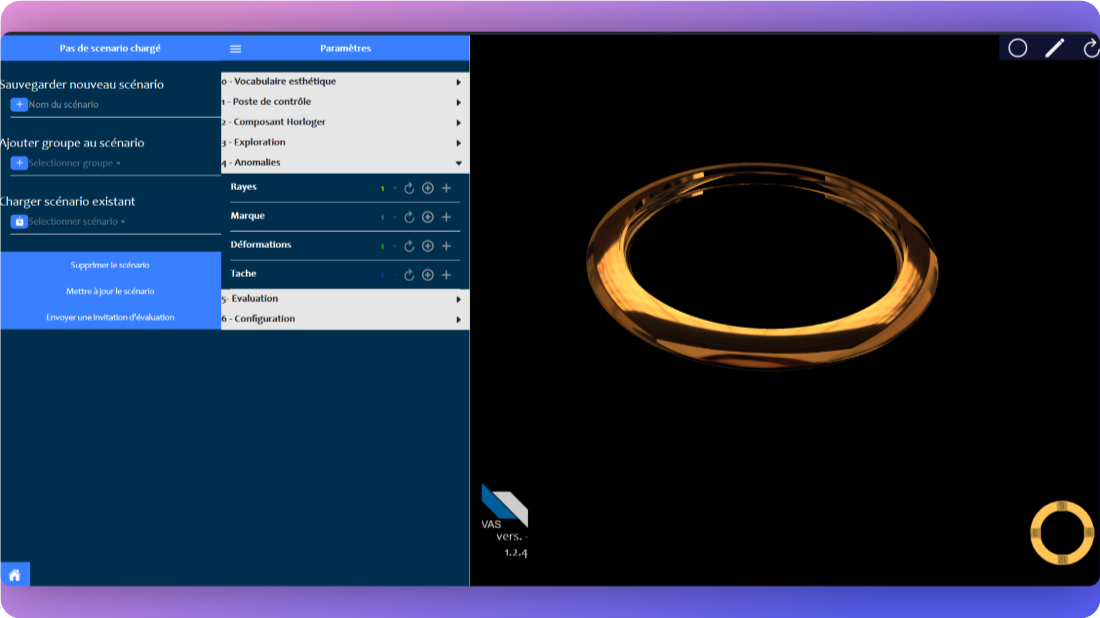 Pas de scenario chargé
Paramètres
Sauvegarder nouveau scénario
Nom du scénario
Ajouter groupe au scénario
Selectionner groupe
Charger scénario existant
Selectionner scénario
Supprimer le scénario
Mettre à jour le scénario
Envoyer une invitation d'évaluation
0 - Vocabulaire esthétique
1 - Poste de contrôle
2 - Composant Horloger
3 - Exploration
4 - Anomalies
Rayes 1
Marque 1
Déformations 1
Tache 1
5- Evaluation
6 - Configuration
VAS
vers. -
1.2.4